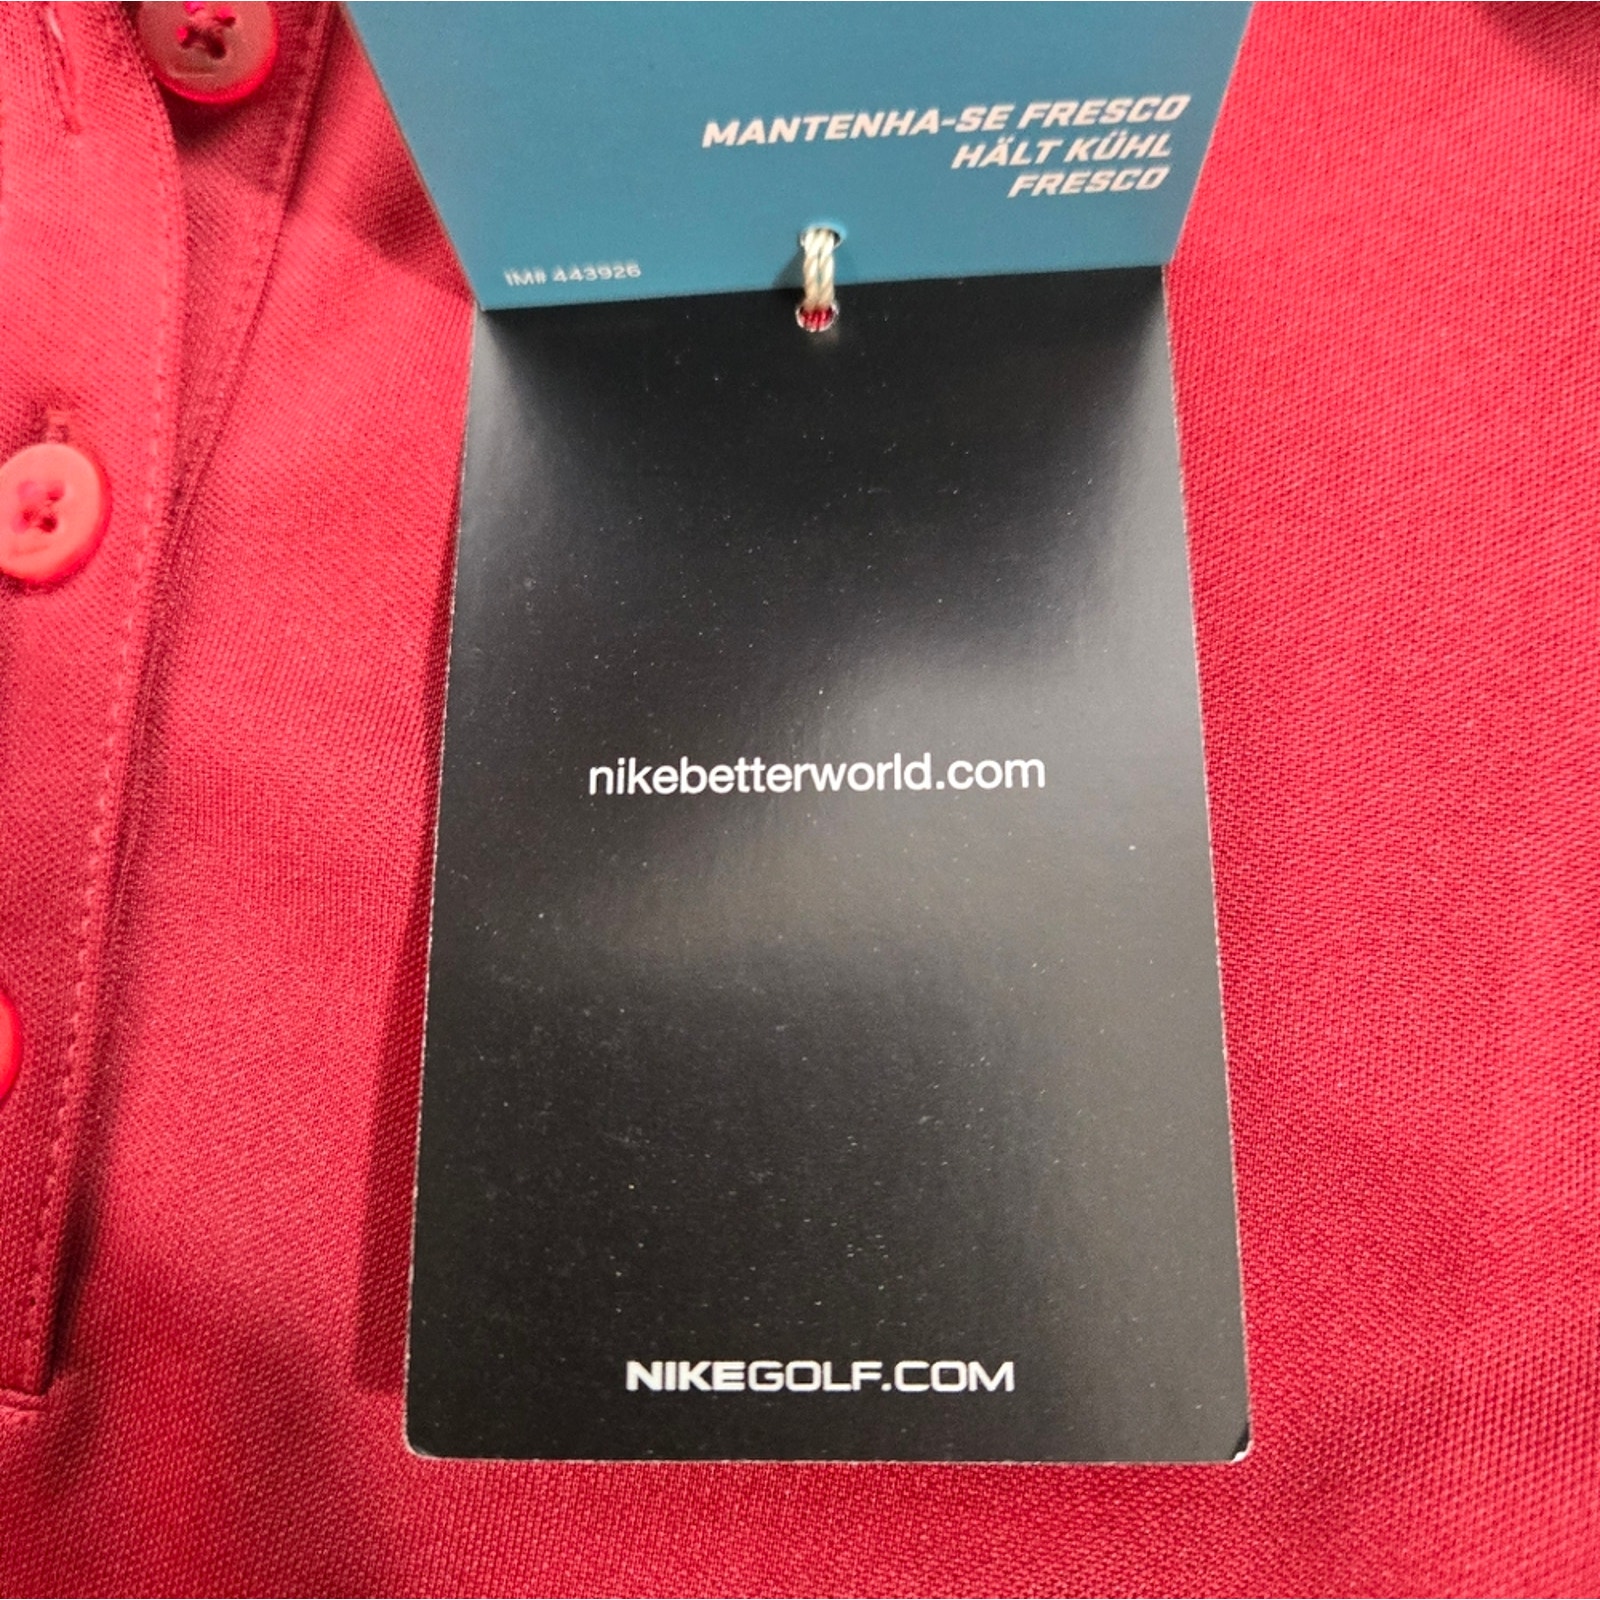 MANTENHA-SE FRESCO
HÄLT KÜHL
FRESCO
IM# 443926
nikebetterworld.com
NIKEGOLF.COM